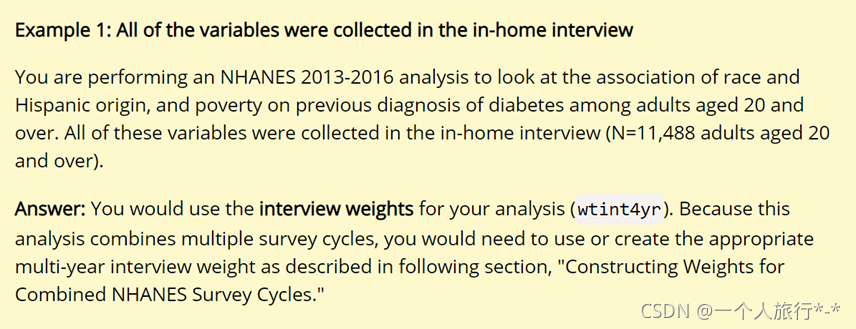 Example 1: All of the variables were collected in the in-home interview
You are performing an NHANES 2013-2016 analysis to look at the association of race and
Hispanic origin, and poverty on previous diagnosis of diabetes among adults aged 20 and
over. All of these variables were collected in the in-home interview (N=11,488 adults aged 20
and over).
Answer: You would use the interview weights for your analysis (wtint4yr). Because this
analysis combines multiple survey cycles, you would need to use or create the appropriate
multi-year interview weight as described in following section, "Constructing Weights for
Combined NHANES Survey Cycles."
CSDN @一个人旅行*-*